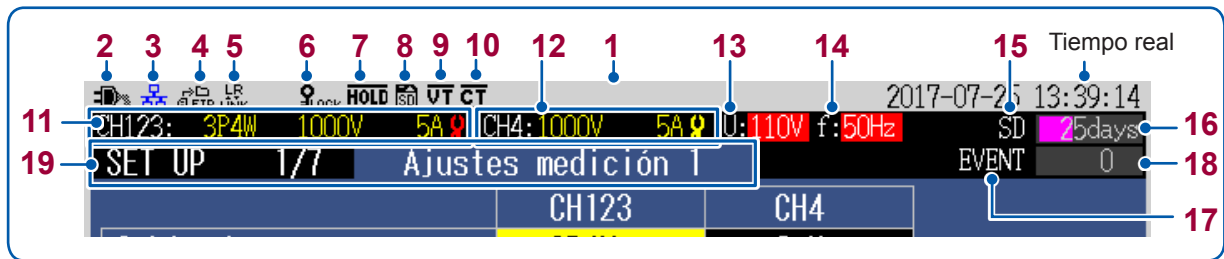 2 3 4 5 6 7 8 9 10 12 1 13 14 15 Tiempo real
FTP LR LINK LOCK HOLD SD VT CT 2017-07-25 13:39:14
11 CH123: 3P4W 1000V 5A CH4: 1000V 5A U: 110V f: 50Hz SD 25days 16
19 SET UP 1/7 Ajustes medición 1 EVENT 0 18
17
CH123 CH4